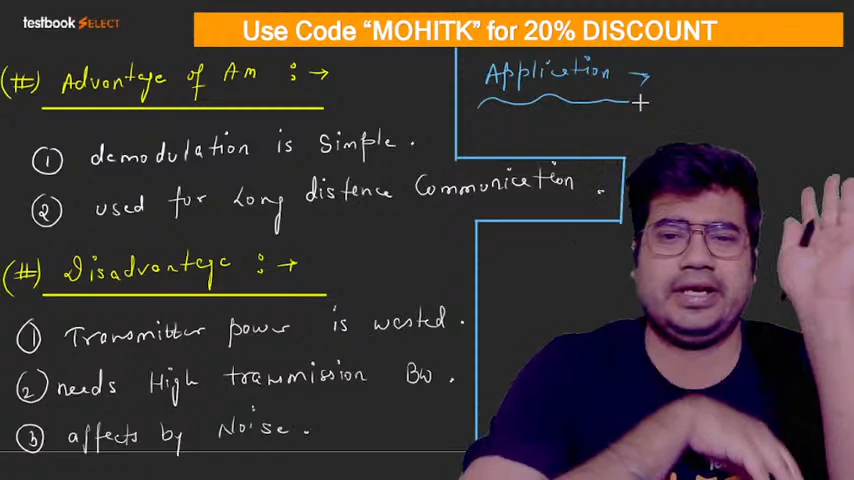 testbook SELECT
Use Code “MOHITK” for 20% DISCOUNT
(#) Advantage of Am :→
① demodulation is Simple.
② used for Long distence Communication.
(#) Disadvantage :→
① Transmitter power is wasted.
② needs High transmission BW.
③ affects by Noise.
Application →